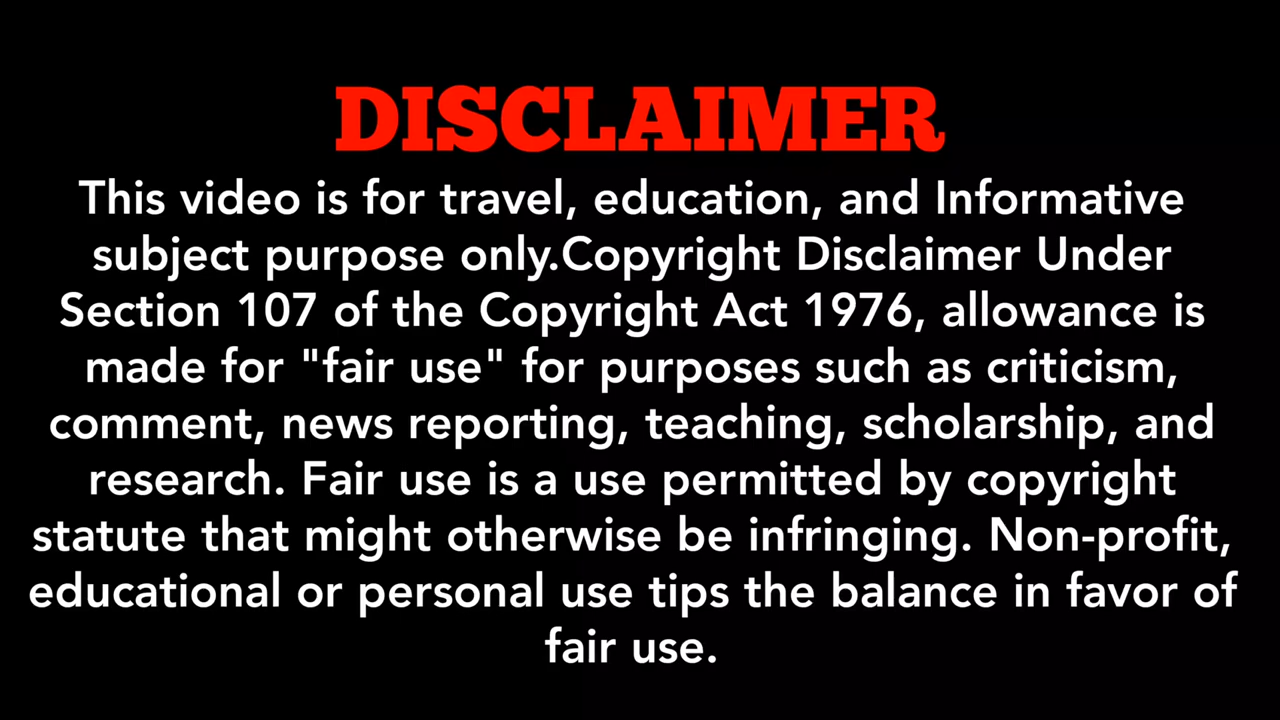 DISCLAIMER
This video is for travel, education, and Informative
subject purpose only.Copyright Disclaimer Under
Section 107 of the Copyright Act 1976, allowance is
made for "fair use" for purposes such as criticism,
comment, news reporting, teaching, scholarship, and
research. Fair use is a use permitted by copyright
statute that might otherwise be infringing. Non-profit,
educational or personal use tips the balance in favor of
fair use.